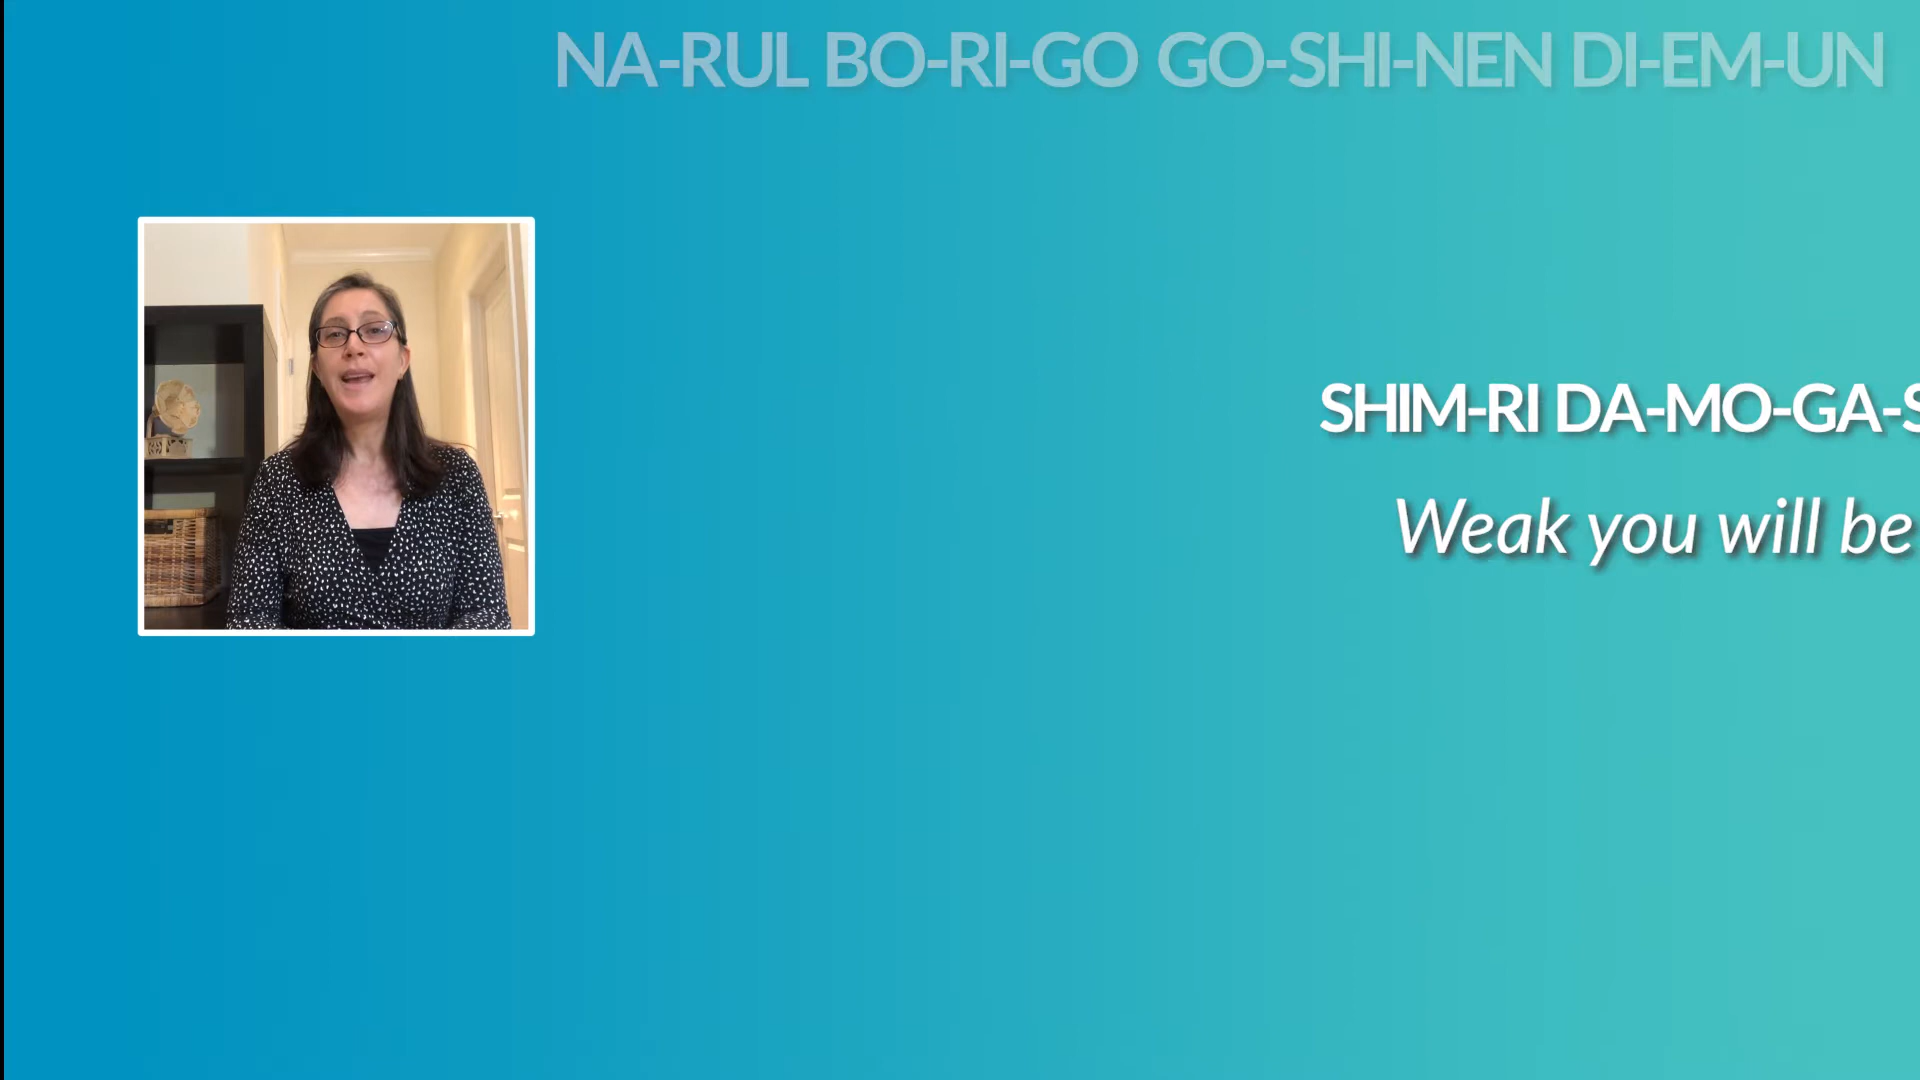 NA-RUL BO-RI-GO GO-SHI-NEN DI-EM-UN
SHIM-RI DA-MO-GA-S
Weak you will be